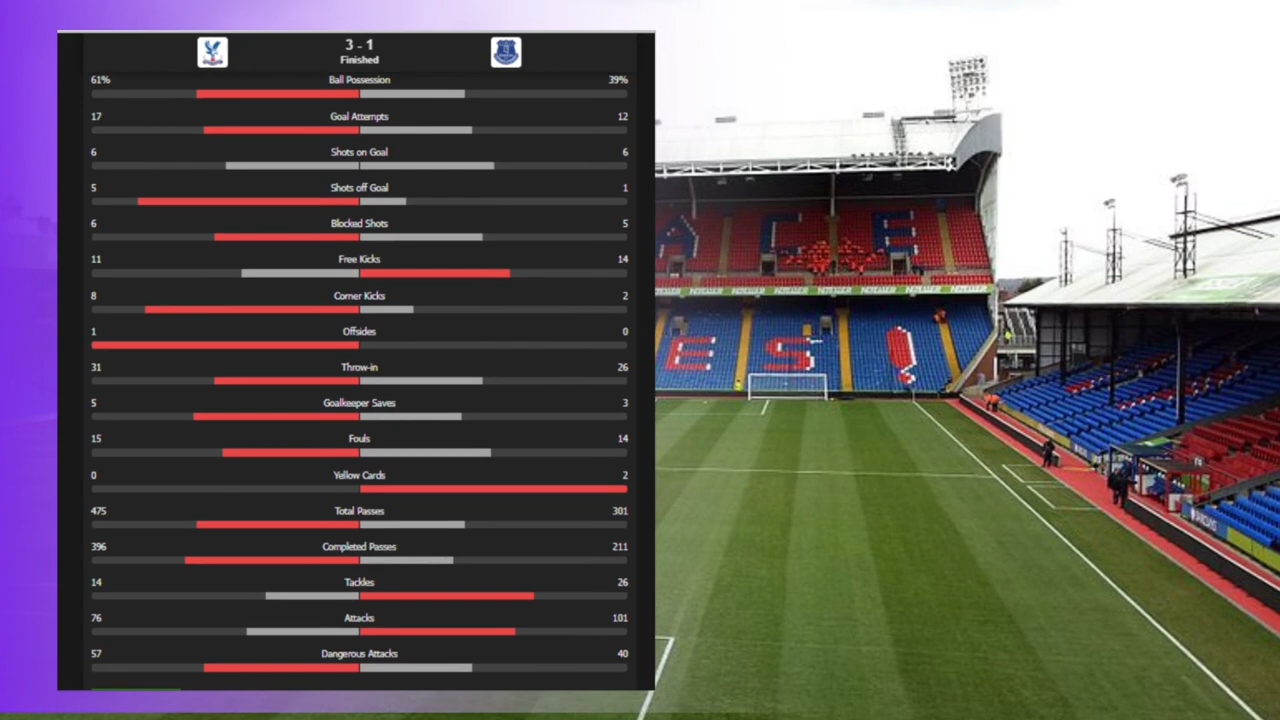 3 - 1
Finished
61% Ball Possession 39%
17 Goal Attempts 12
6 Shots on Goal 6
5 Shots off Goal 1
6 Blocked Shots 5
11 Free Kicks 14
8 Corner Kicks 2
1 Offsides 0
31 Throw-in 26
5 Goalkeeper Saves 3
15 Fouls 14
0 Yellow Cards 2
475 Total Passes 301
396 Completed Passes 211
14 Tackles 26
76 Attacks 101
57 Dangerous Attacks 40
A C E
E S !